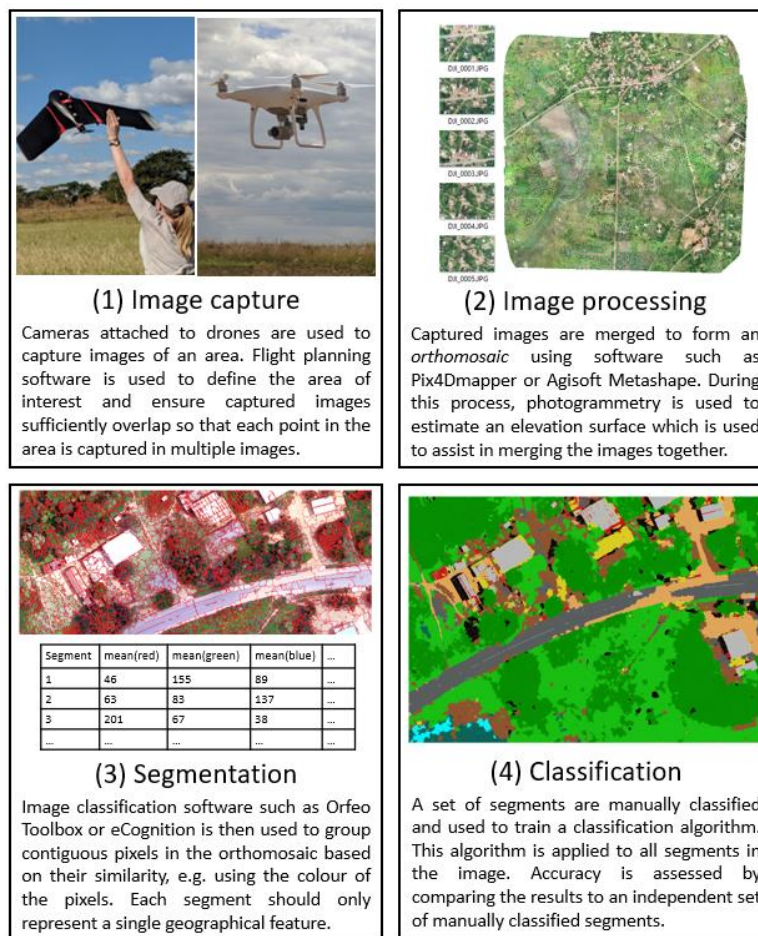 (1) Image capture
Cameras attached to drones are used to
capture images of an area. Flight planning
software is used to define the area of
interest and ensure captured images
sufficiently overlap so that each point in the
area is captured in multiple images.
DJI_0001.JPG
DJI_0002.JPG
DJI_0003.JPG
DJI_0004.JPG
DJI_0005.JPG
(2) Image processing
Captured images are merged to form an
orthomosaic using software such as
Pix4Dmapper or Agisoft Metashape. During
this process, photogrammetry is used to
estimate an elevation surface which is used
to assist in merging the images together.
Segment mean(red) mean(green) mean(blue) ...
1 46 155 89 ...
2 63 83 137 ...
3 201 67 38 ...
... ... ... ... ...
(3) Segmentation
Image classification software such as Orfeo
Toolbox or eCognition is then used to group
contiguous pixels in the orthomosaic based
on their similarity, e.g. using the colour of
the pixels. Each segment should only
represent a single geographical feature.
(4) Classification
A set of segments are manually classified
and used to train a classification algorithm.
This algorithm is applied to all segments in
the image. Accuracy is assessed by
comparing the results to an independent set
of manually classified segments.